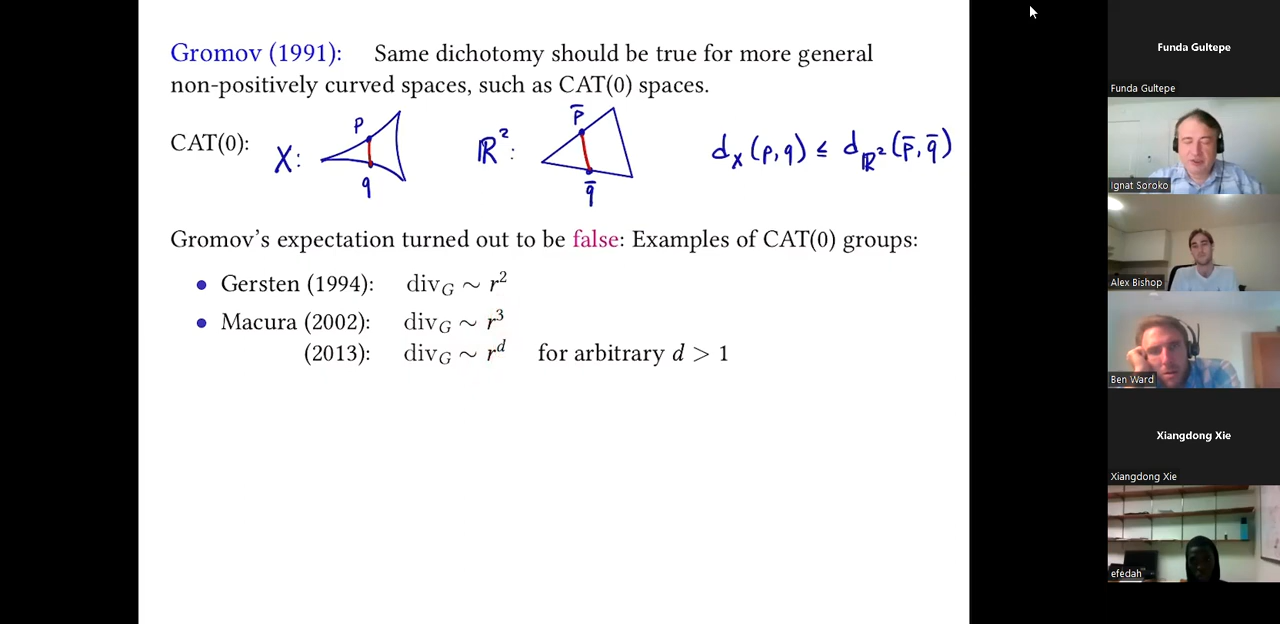 Gromov (1991): Same dichotomy should be true for more general
non-positively curved spaces, such as CAT(0) spaces.
CAT(0): X: p q ℝ²: p̄ q̄ d_X(p,q) ≤ d_ℝ²(p̄,q̄)
Gromov's expectation turned out to be false: Examples of CAT(0) groups:
• Gersten (1994): div_G ∼ r²
• Macura (2002): div_G ∼ r³
(2013): div_G ∼ r^d for arbitrary d > 1
Funda Gultepe
Funda Gultepe
Ignat Soroko
Alex Bishop
Ben Ward
Xiangdong Xie
Xiangdong Xie
efedah